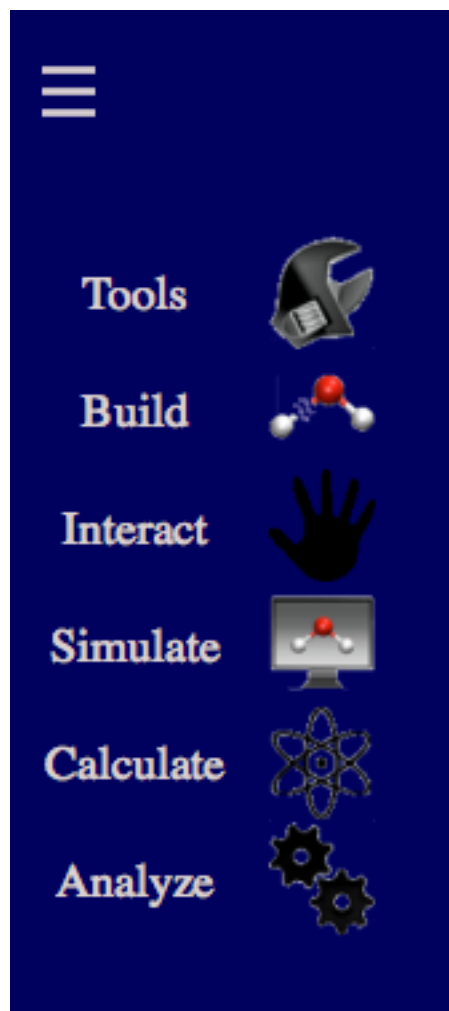 Tools
Build
Interact
Simulate
Calculate
Analyze